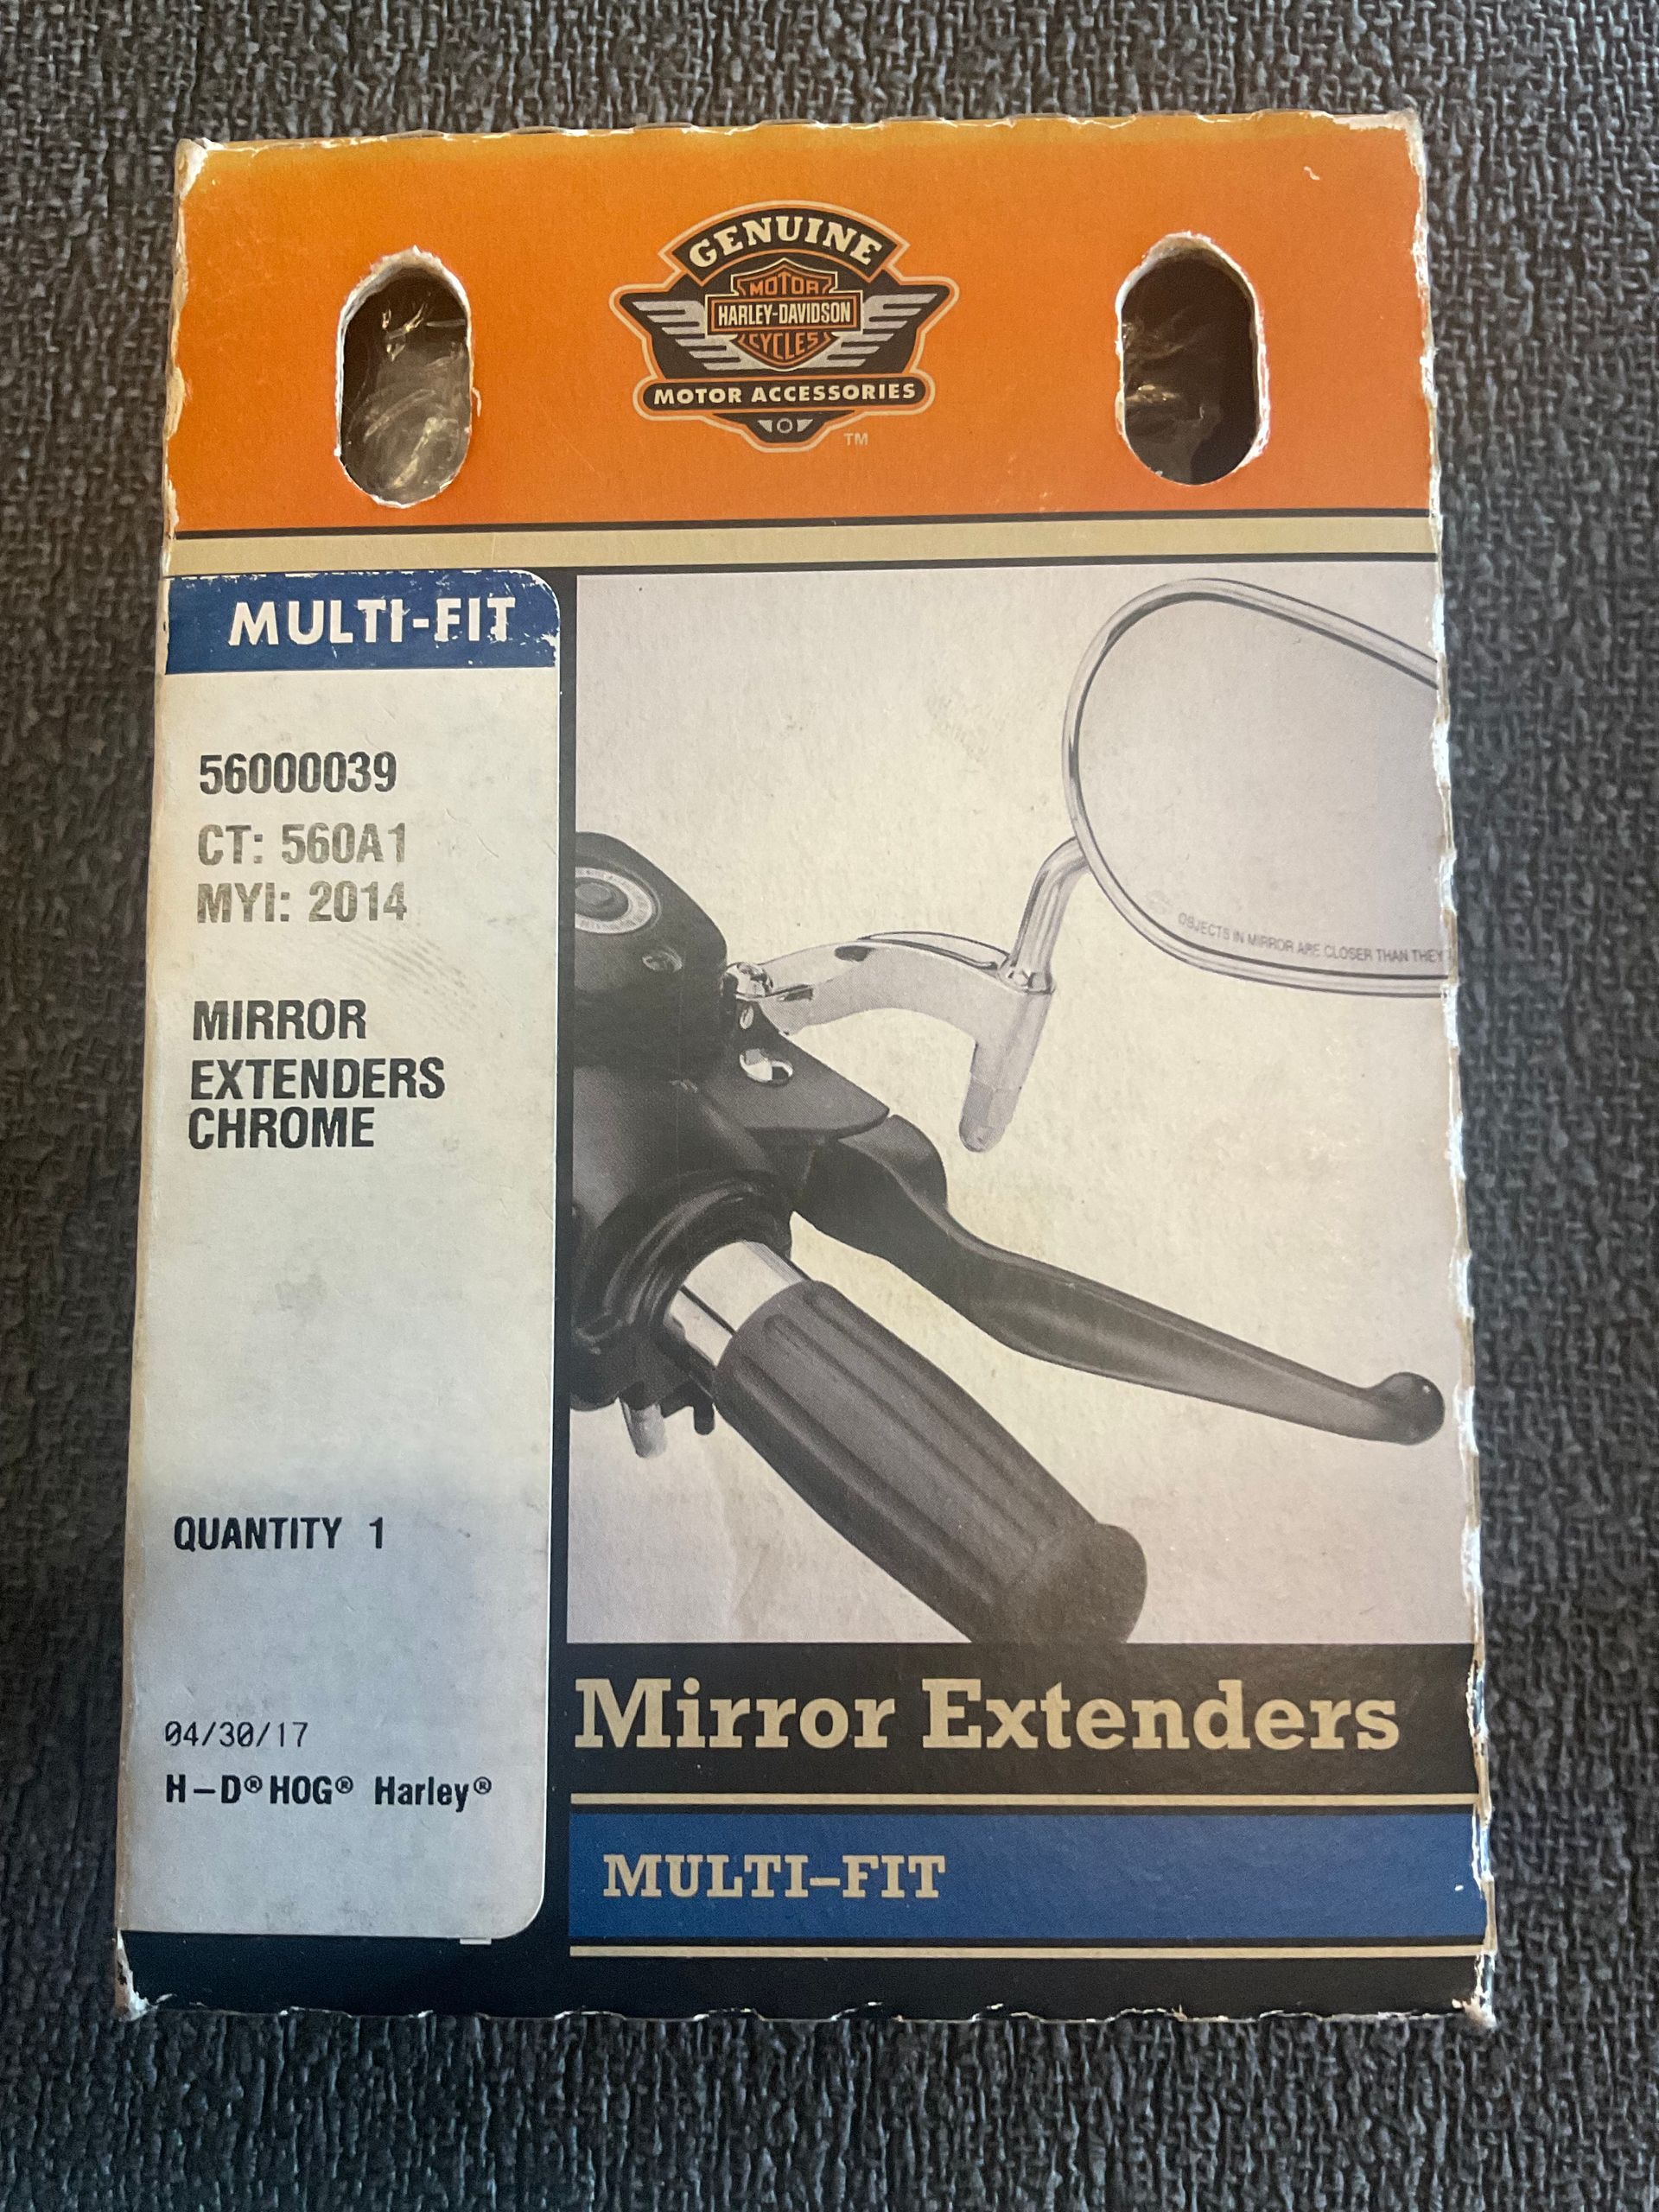 GENUINE
MOTOR
HARLEY-DAVIDSON
CYCLES
MOTOR ACCESSORIES
TM
MULTI-FIT
56000039
CT: 560A1
MYI: 2014
MIRROR
EXTENDERS
CHROME
QUANTITY 1
04/30/17
H-D® HOG® Harley®
OBJECTS IN MIRROR ARE CLOSER THAN THEY
Mirror Extenders
MULTI-FIT